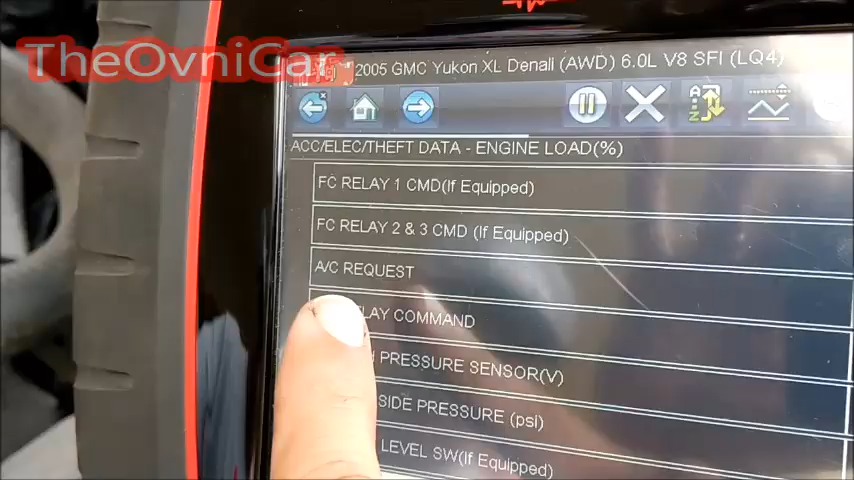 TheOvniCar
2005 GMC Yukon XL Denali (AWD) 6.0L V8 SFI (LQ4)
A
Z
ACC/ELEC/THEFT DATA - ENGINE LOAD(%)
FC RELAY 1 CMD(If Equipped)
FC RELAY 2 & 3 CMD (If Equipped)
A/C REQUEST
LAY COMMAND
PRESSURE SENSOR(V)
SIDE PRESSURE (psi)
LEVEL SW(If Equipped)